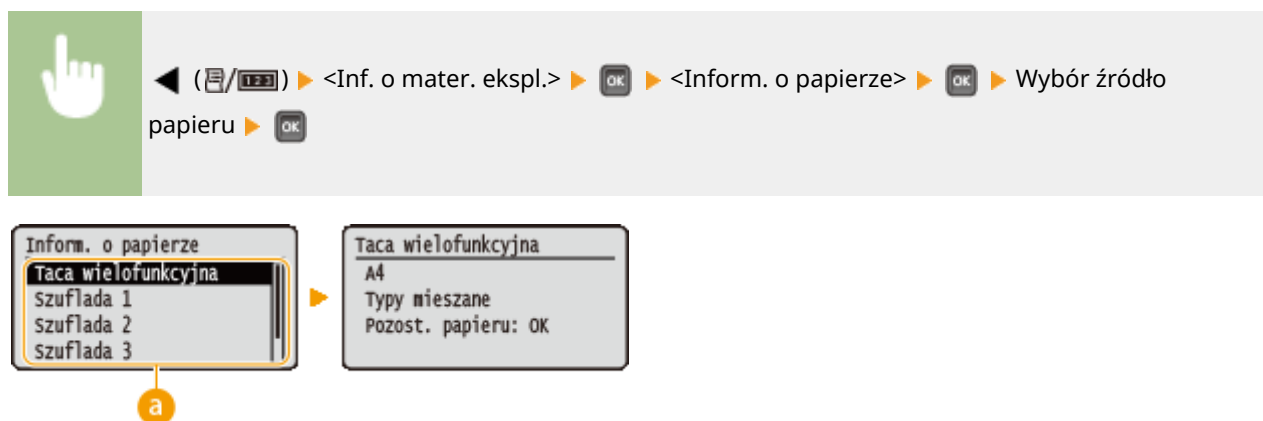 ◀ (/123) ▶ <Inf. o mater. ekspl.> ▶ OK ▶ <Inform. o papierze> ▶ OK ▶ Wybór źródło
papieru ▶ OK
Inform. o papierze
Taca wielofunkcyjna
Szuflada 1
Szuflada 2
Szuflada 3
Taca wielofunkcyjna
A4
Typy mieszane
Pozost. papieru: OK
a